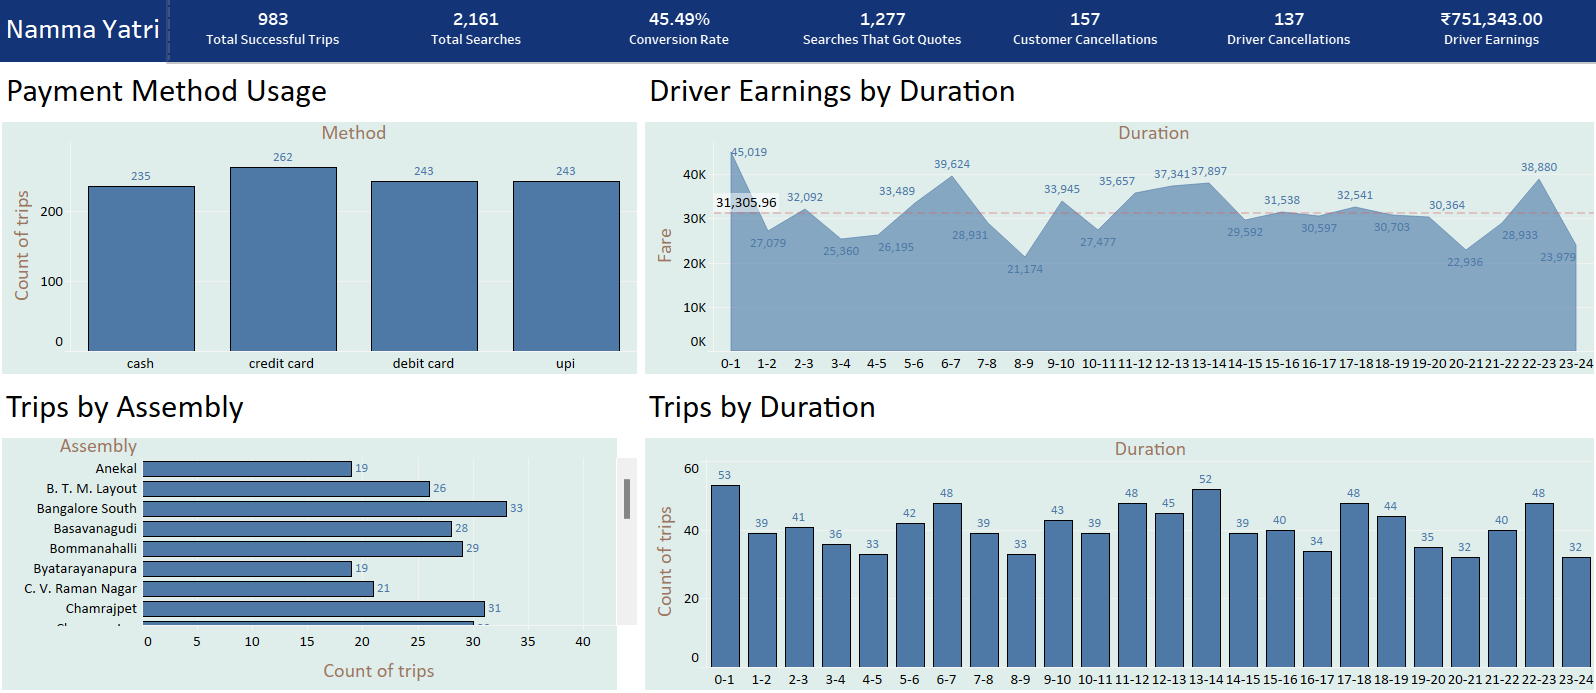 Namma Yatri
983
Total Successful Trips
2,161
Total Searches
45.49%
Conversion Rate
1,277
Searches That Got Quotes
157
Customer Cancellations
137
Driver Cancellations
₹751,343.00
Driver Earnings
Payment Method Usage
Method
Count of trips
200
100
0
235
262
243
243
cash
credit card
debit card
upi
Driver Earnings by Duration
Duration
Fare
40K
30K
20K
10K
0K
31,305.96
45,019
27,079
32,092
25,360
26,195
33,489
39,624
28,931
21,174
33,945
27,477
35,657
37,341
37,897
29,592
31,538
30,597
32,541
30,703
30,364
22,936
28,933
38,880
23,979
0-1 1-2 2-3 3-4 4-5 5-6 6-7 7-8 8-9 9-10 10-11 11-12 12-13 13-14 14-15 15-16 16-17 17-18 18-19 19-20 20-21 21-22 22-23 23-24
Trips by Assembly
Assembly
Anekal 19
B. T. M. Layout 26
Bangalore South 33
Basavanagudi 28
Bommanahalli 29
Byatarayanapura 19
C. V. Raman Nagar 21
Chamrajpet 31
0 5 10 15 20 25 30 35 40
Count of trips
Trips by Duration
Duration
Count of trips
60
40
20
0
53
39
41
36
33
42
48
39
33
43
39
48
45
52
39
40
34
48
44
35
32
40
48
32
0-1 1-2 2-3 3-4 4-5 5-6 6-7 7-8 8-9 9-10 10-11 11-12 12-13 13-14 14-15 15-16 16-17 17-18 18-19 19-20 20-21 21-22 22-23 23-24